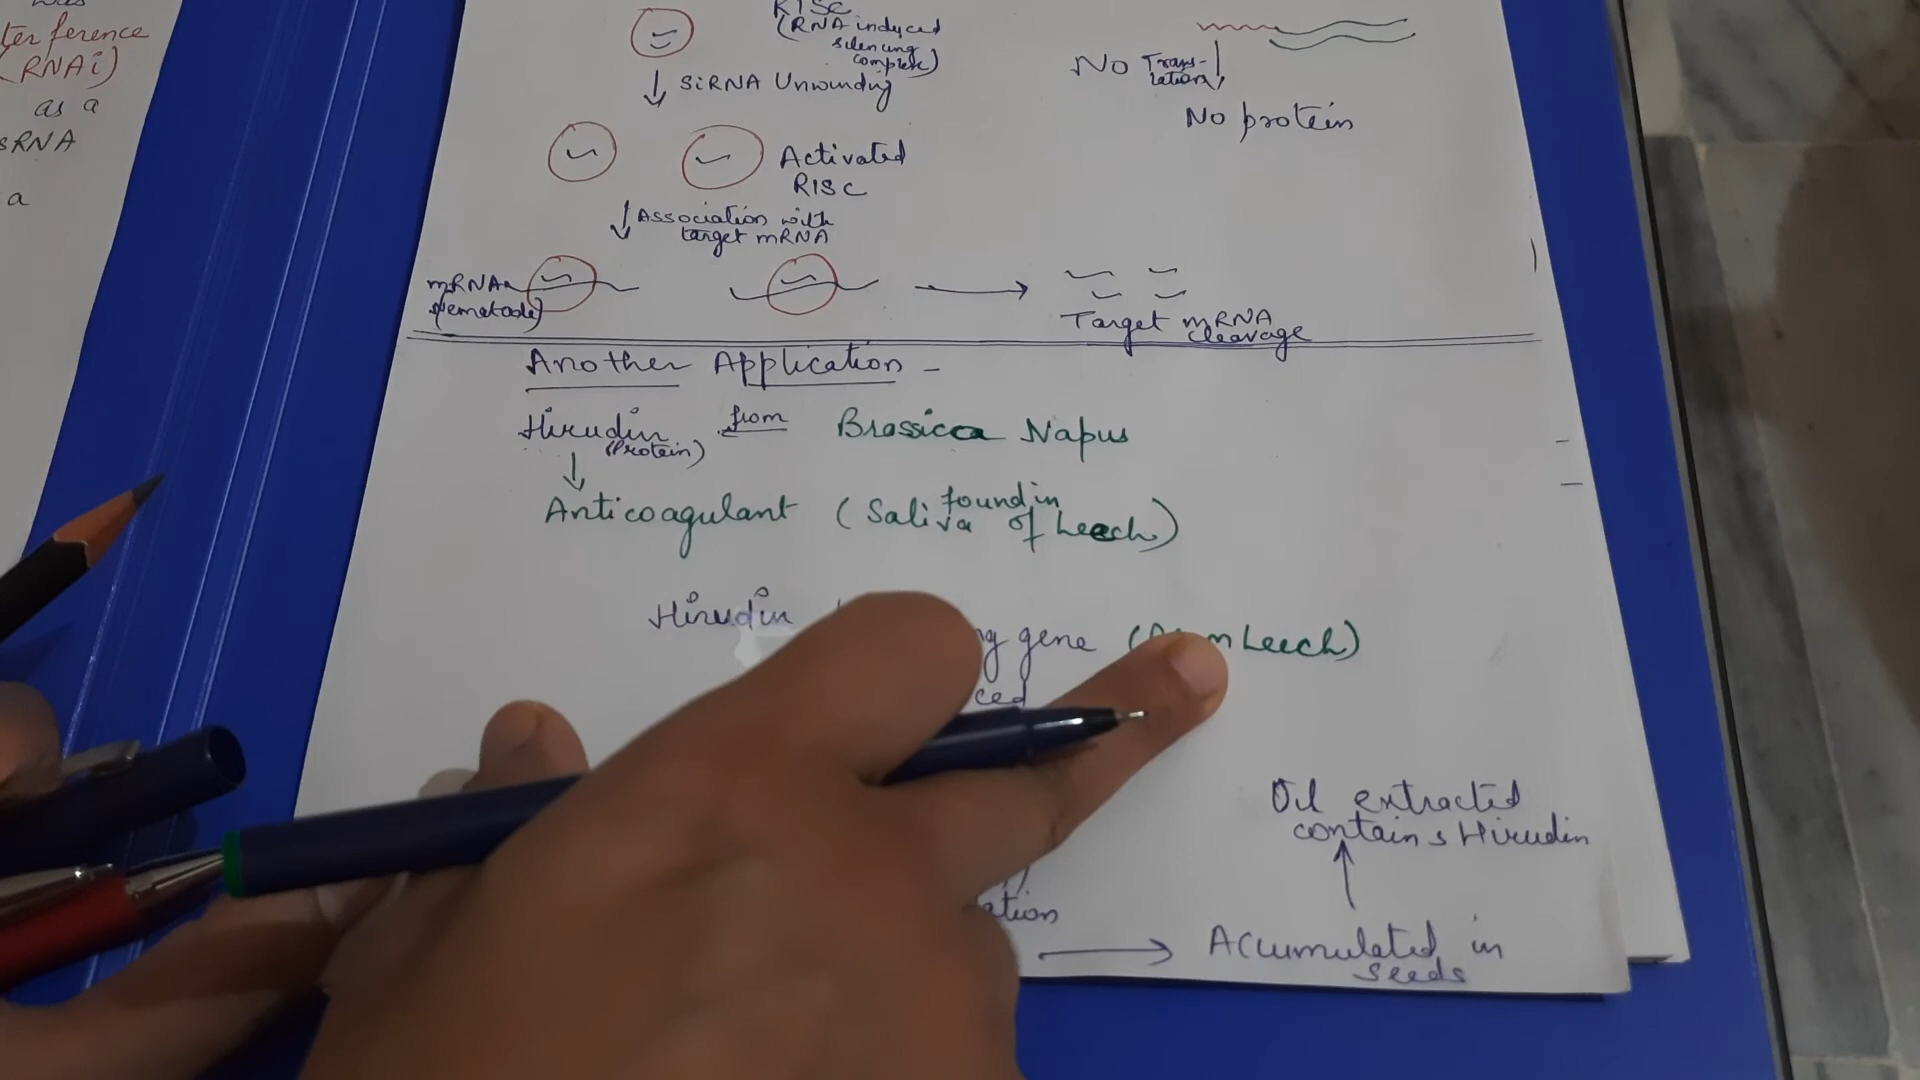 terference
(RNAi)
as a
sRNA
a
RISC
(RNA induced
silencing
complex)
↓ SiRNA Unwinding
No Trans-
lation
No protein
Activated
RISC
↓ Association with
target mRNA
mRNA
(Nematode)
Target mRNA
cleavage
Another Application -
Hirudin from Brassica Napus
(Protein)
↓
Anticoagulant (found in
Saliva of Leech)
Hirudin
gene
Leech)
Oil extracted
contains Hirudin
↑
Accumulated in
seeds